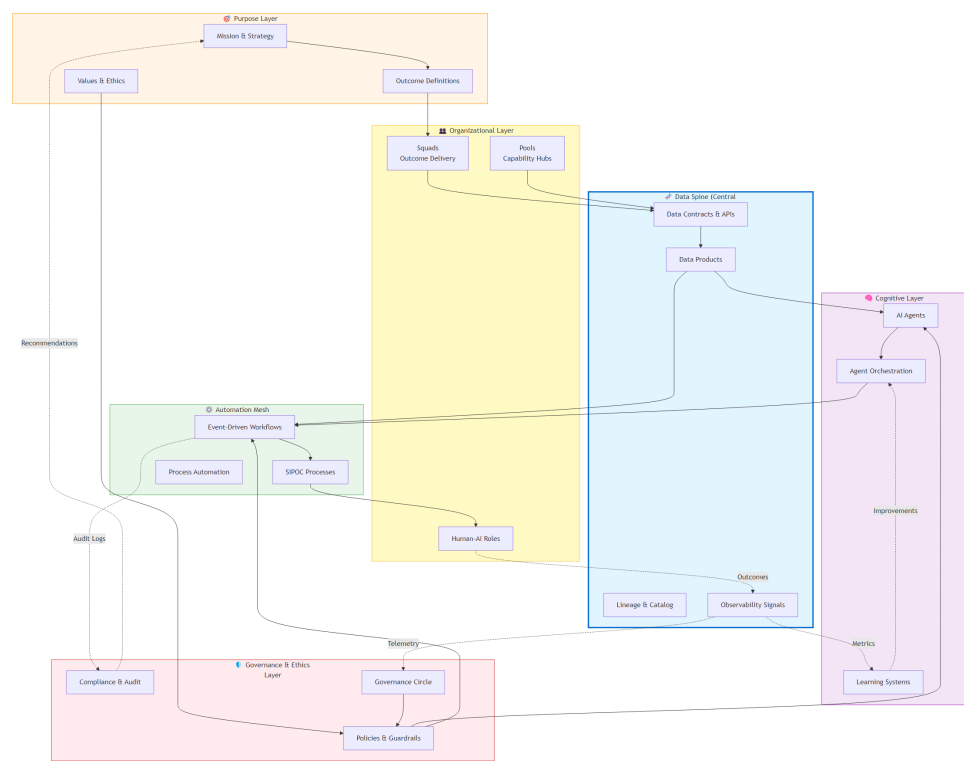 Purpose Layer
Mission & Strategy
Values & Ethics
Outcome Definitions
Organizational Layer
Squads
Outcome Delivery
Pools
Capability Hubs
Data Spine (Central
Data Contracts & APIs
Data Products
Cognitive Layer
AI Agents
Agent Orchestration
Recommendations
Automation Mesh
Event-Driven Workflows
Process Automation
SIPOC Processes
Improvements
Audit Logs
Human-AI Roles
Outcomes
Lineage & Catalog
Observability Signals
Telemetry
Metrics
Governance & Ethics
Layer
Compliance & Audit
Governance Circle
Learning Systems
Policies & Guardrails